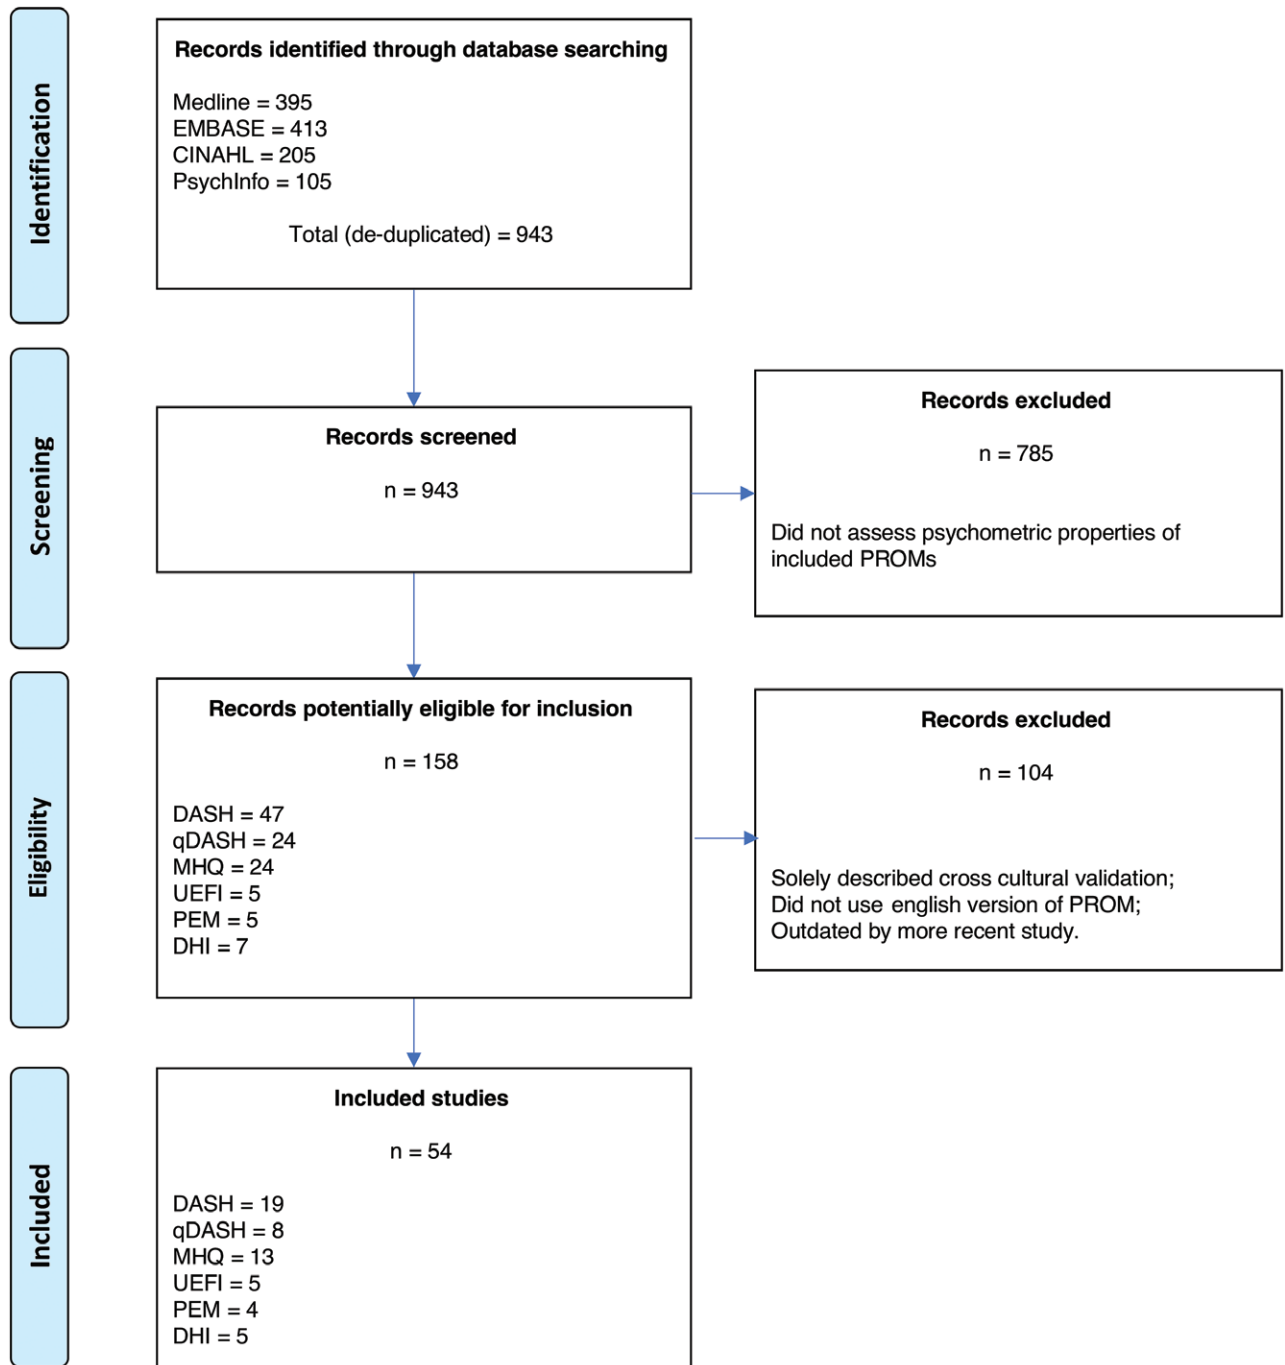 Identification
Records identified through database searching
Medline = 395
EMBASE = 413
CINAHL = 205
PsychInfo = 105
Total (de-duplicated) = 943
Screening
Records screened
n = 943
Records excluded
n = 785
Did not assess psychometric properties of
included PROMs
Eligibility
Records potentially eligible for inclusion
n = 158
DASH = 47
qDASH = 24
MHQ = 24
UEFI = 5
PEM = 5
DHI = 7
Records excluded
n = 104
Solely described cross cultural validation;
Did not use english version of PROM;
Outdated by more recent study.
Included
Included studies
n = 54
DASH = 19
qDASH = 8
MHQ = 13
UEFI = 5
PEM = 4
DHI = 5